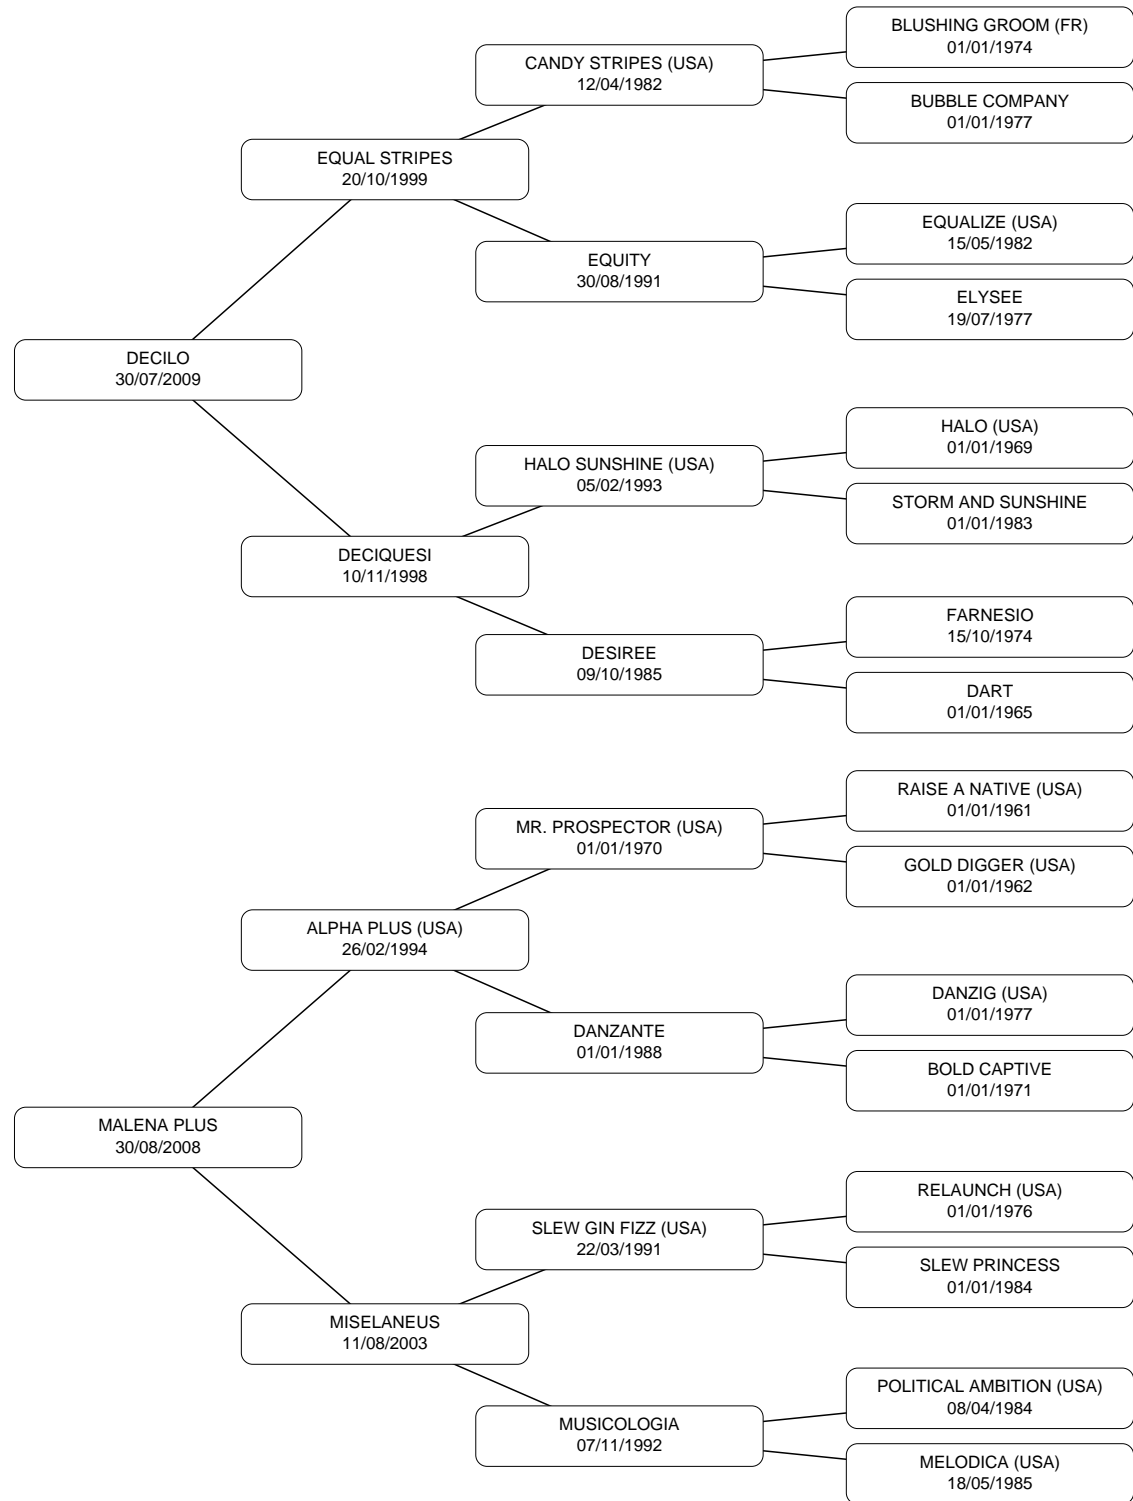 BLUSHING GROOM (FR)
01/01/1974
CANDY STRIPES (USA)
12/04/1982
BUBBLE COMPANY
01/01/1977
EQUAL STRIPES
20/10/1999
EQUALIZE (USA)
15/05/1982
EQUITY
30/08/1991
ELYSEE
19/07/1977
DECILO
30/07/2009
HALO (USA)
01/01/1969
HALO SUNSHINE (USA)
05/02/1993
STORM AND SUNSHINE
01/01/1983
DECIQUESI
10/11/1998
FARNESIO
15/10/1974
DESIREE
09/10/1985
DART
01/01/1965
RAISE A NATIVE (USA)
01/01/1961
MR. PROSPECTOR (USA)
01/01/1970
GOLD DIGGER (USA)
01/01/1962
ALPHA PLUS (USA)
26/02/1994
DANZIG (USA)
01/01/1977
DANZANTE
01/01/1988
BOLD CAPTIVE
01/01/1971
MALENA PLUS
30/08/2008
RELAUNCH (USA)
01/01/1976
SLEW GIN FIZZ (USA)
22/03/1991
SLEW PRINCESS
01/01/1984
MISELANEUS
11/08/2003
POLITICAL AMBITION (USA)
08/04/1984
MUSICOLOGIA
07/11/1992
MELODICA (USA)
18/05/1985